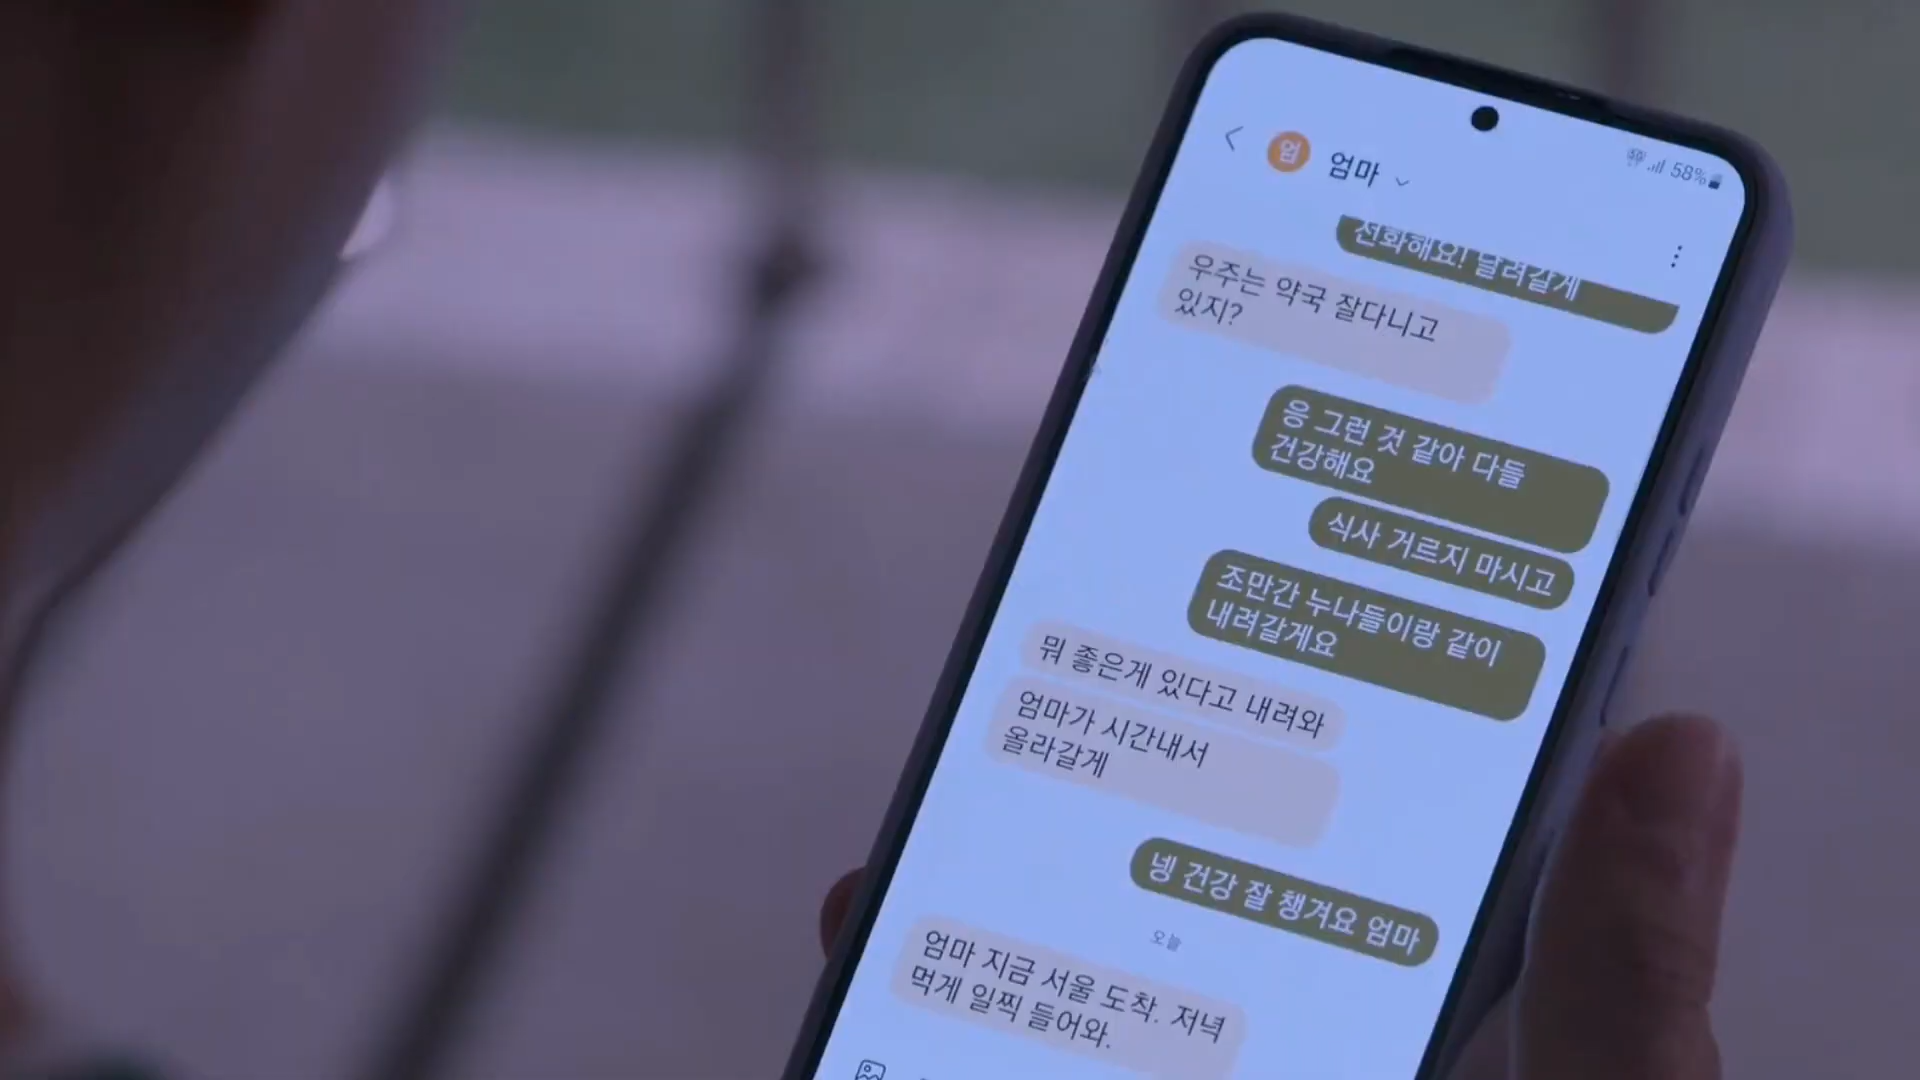 엄
엄마
58%
전화해요! 달려갈게
우주는 약국 잘다니고
있지?
응 그런 것 같아 다들
건강해요
식사 거르지 마시고
조만간 누나들이랑 같이
내려갈게요
뭐 좋은게 있다고 내려와
엄마가 시간내서
올라갈게
넹 건강 잘 챙겨요 엄마
오늘
엄마 지금 서울 도착. 저녁
먹게 일찍 들어와.